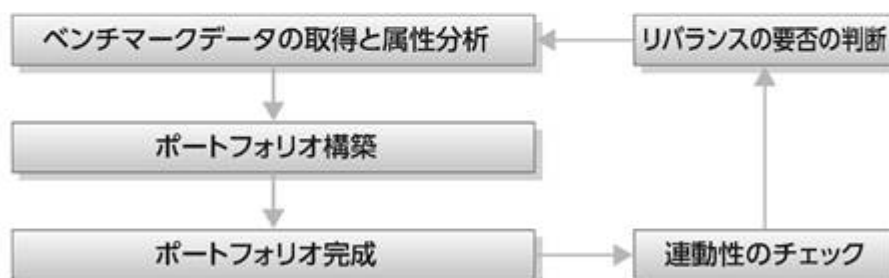 ベンチマークデータの取得と属性分析
リバランスの要否の判断
ポートフォリオ構築
ポートフォリオ完成
連動性のチェック